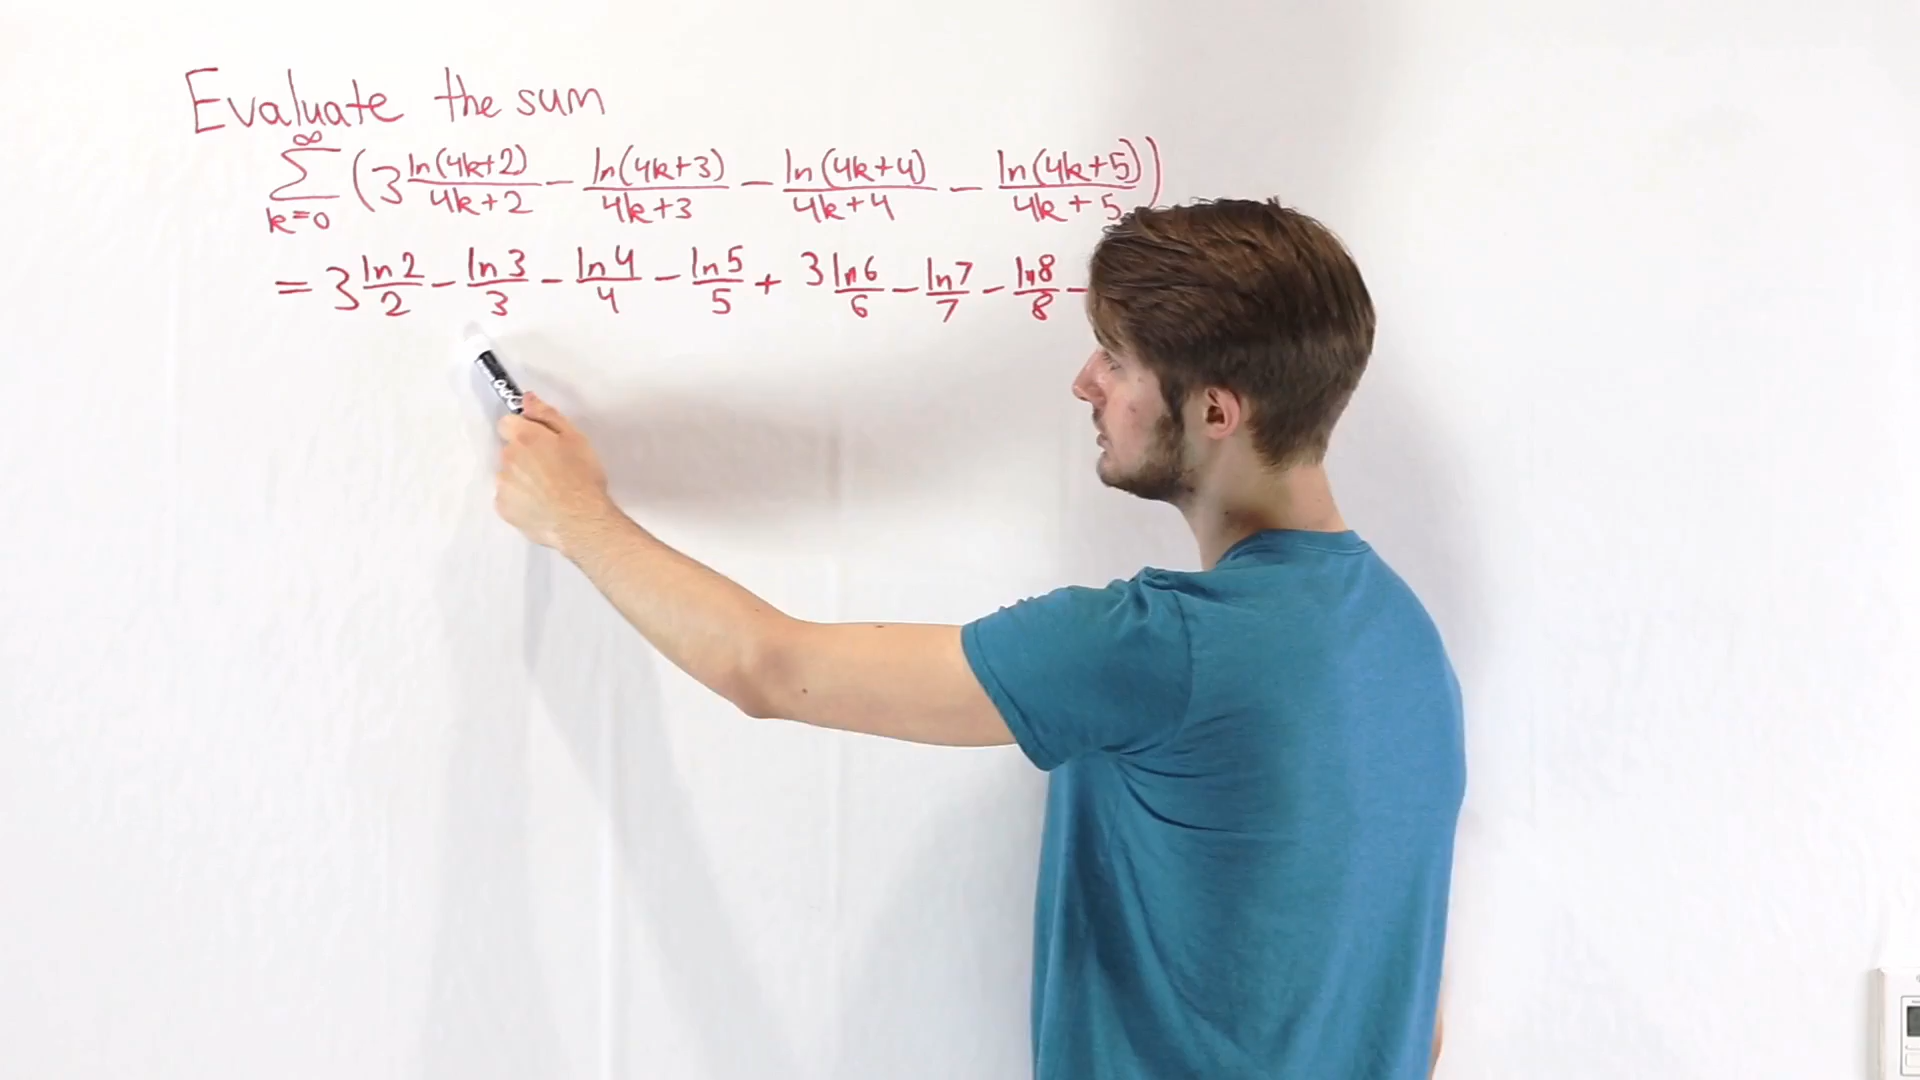 Evaluate the sum
∞ ∑ k=0 (3 ln(4k+2)/4k+2 − ln(4k+3)/4k+3 − ln(4k+4)/4k+4 − ln(4k+5)/4k+5)
= 3 ln2/2 − ln3/3 − ln4/4 − ln5/5 + 3 ln6/6 − ln7/7 − ln8/8 −